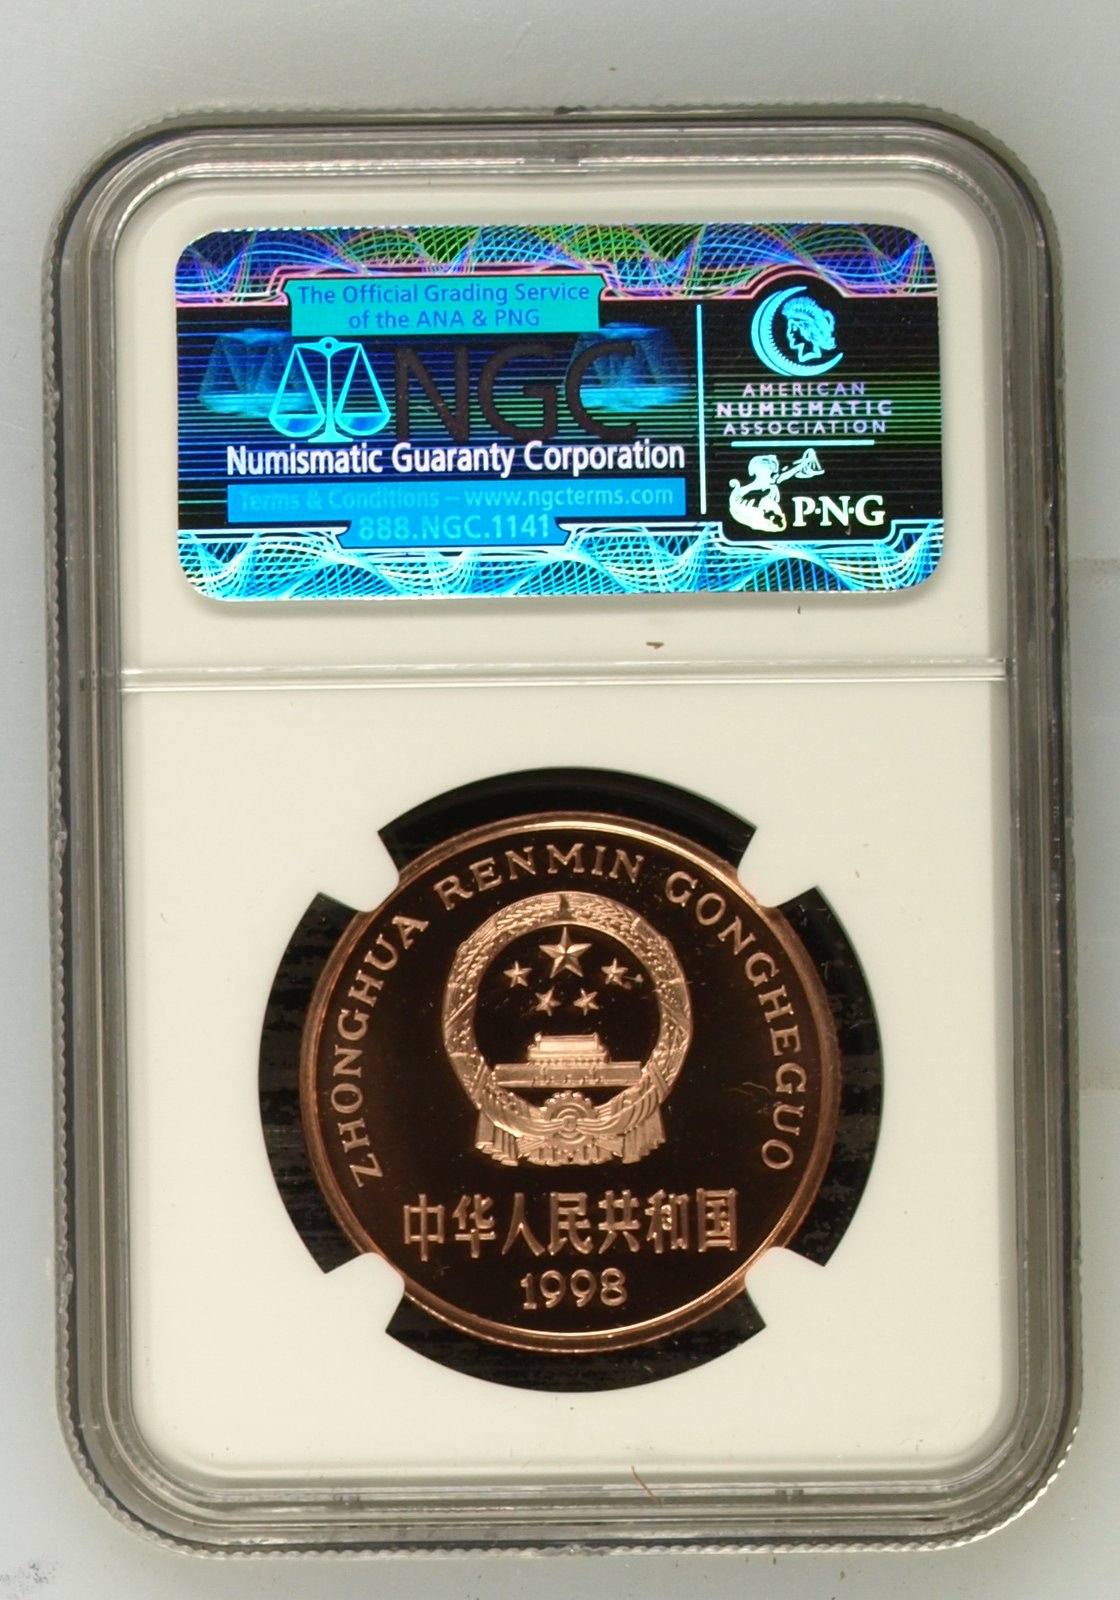 The Official Grading Service
of the ANA & PNG
NGC
Numismatic Guaranty Corporation
Terms & Conditions – www.ngcterms.com
888.NGC.1141
AMERICAN
NUMISMATIC
ASSOCIATION
P·N·G
ZHONGHUA RENMIN GONGHEGUO
中华人民共和国
1998